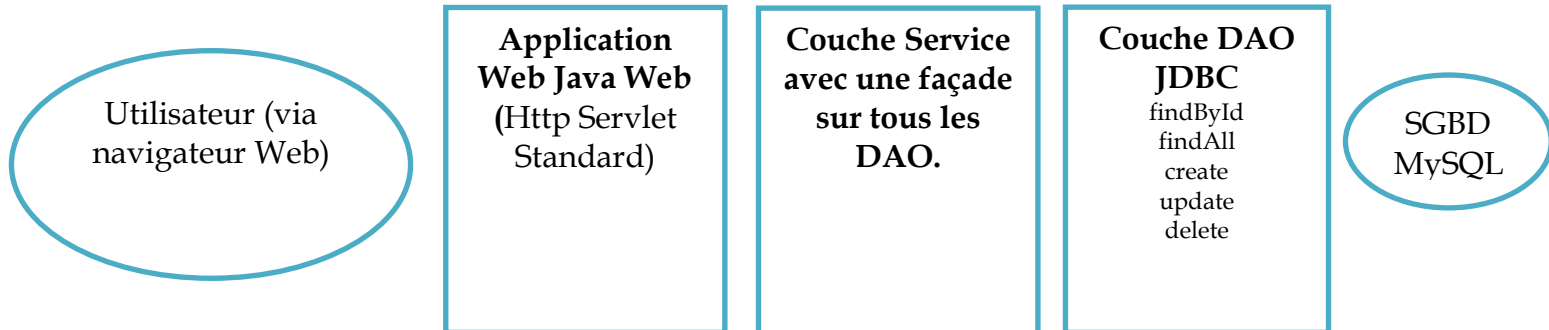 Utilisateur (via
navigateur Web)
Application
Web Java Web
(Http Servlet
Standard)
Couche Service
avec une façade
sur tous les
DAO.
Couche DAO
JDBC
findById
findAll
create
update
delete
SGBD
MySQL